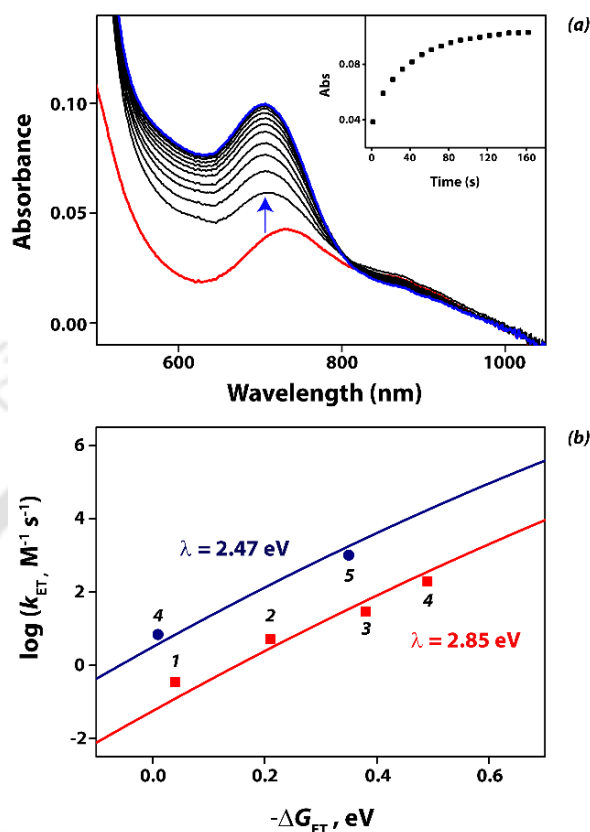 (a)
Absorbance
0.10
0.05
0.00
600 800 1000
Wavelength (nm)
Abs
0.08
0.04
0 40 80 120 160
Time (s)
(b)
log (k_ET, M⁻¹ s⁻¹)
6
4
2
0
-2
0.0 0.2 0.4 0.6
-ΔG_ET, eV
λ = 2.47 eV
λ = 2.85 eV
4
5
1
2
3
4